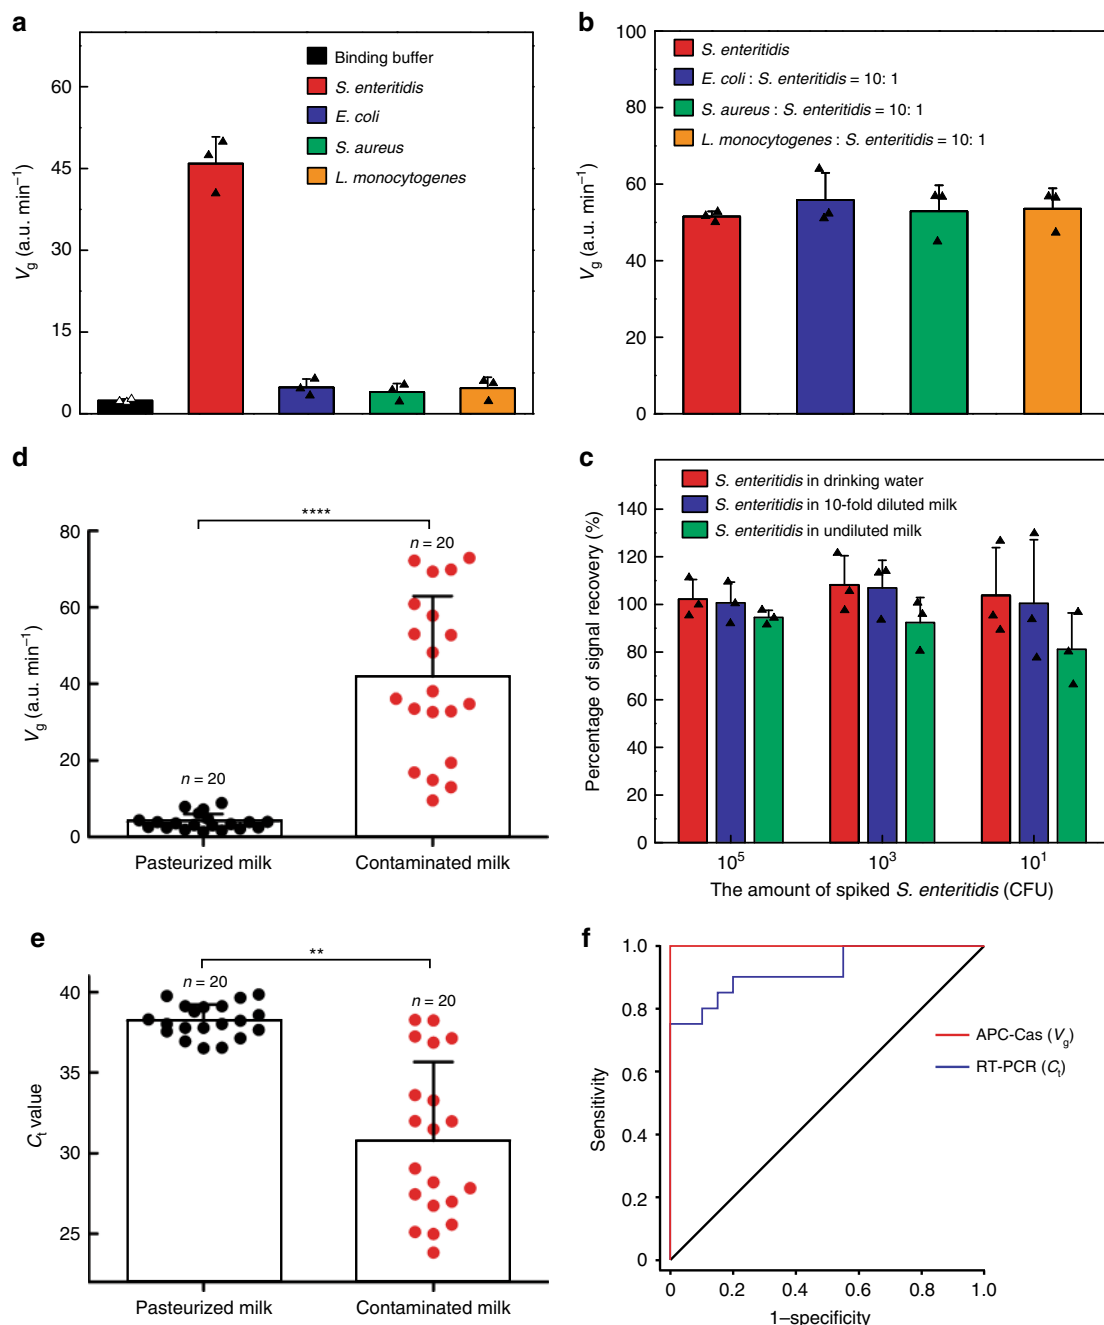 a
V_g (a.u. min⁻¹)
60
45
30
15
0
Binding buffer
S. enteritidis
E. coli
S. aureus
L. monocytogenes
b
V_g (a.u. min⁻¹)
100
80
60
40
20
0
S. enteritidis
E. coli : S. enteritidis = 10: 1
S. aureus : S. enteritidis = 10: 1
L. monocytogenes : S. enteritidis = 10: 1
d
V_g (a.u. min⁻¹)
80
60
40
20
0
****
n = 20
n = 20
Pasteurized milk
Contaminated milk
c
Percentage of signal recovery (%)
140
120
100
80
60
40
20
0
S. enteritidis in drinking water
S. enteritidis in 10-fold diluted milk
S. enteritidis in undiluted milk
10⁵
10³
10¹
The amount of spiked S. enteritidis (CFU)
e
C_t value
40
35
30
25
**
n = 20
n = 20
Pasteurized milk
Contaminated milk
f
Sensitivity
1.0
0.8
0.6
0.4
0.2
0
APC-Cas (V_g)
RT-PCR (C_t)
0
0.2
0.4
0.6
0.8
1.0
1–specificity